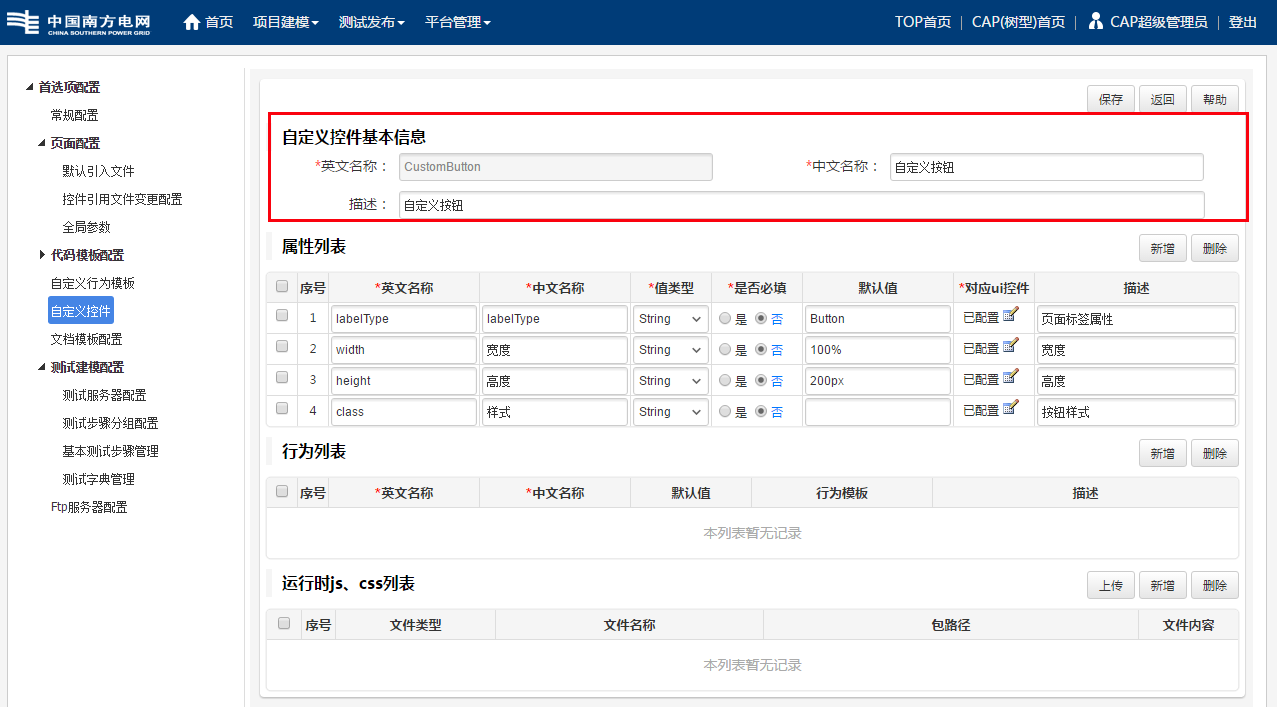 中国南方电网 首页 项目建模 测试发布 平台管理 TOP首页 CAP(树型)首页 CAP超级管理员 登出
CHINA SOUTHERN POWER GRID
首选项配置
常规配置
页面配置
默认引入文件
控件引用文件变更配置
全局参数
代码模板配置
自定义行为模板
自定义控件
文档模板配置
测试建模配置
测试服务器配置
测试步骤分组配置
基本测试步骤管理
测试字典管理
Ftp服务器配置
保存 返回 帮助
自定义控件基本信息
*英文名称： CustomButton *中文名称： 自定义按钮
描述： 自定义按钮
属性列表 新增 删除
序号 *英文名称 *中文名称 *值类型 *是否必填 默认值 *对应ui控件 描述
1 labelType labelType String 是 否 Button 已配置 页面标签属性
2 width 宽度 String 是 否 100% 已配置 宽度
3 height 高度 String 是 否 200px 已配置 高度
4 class 样式 String 是 否 已配置 按钮样式
行为列表 新增 删除
序号 *英文名称 *中文名称 默认值 行为模板 描述
本列表暂无记录
运行时js、css列表 上传 新增 删除
序号 文件类型 文件名称 包路径 文件内容
本列表暂无记录